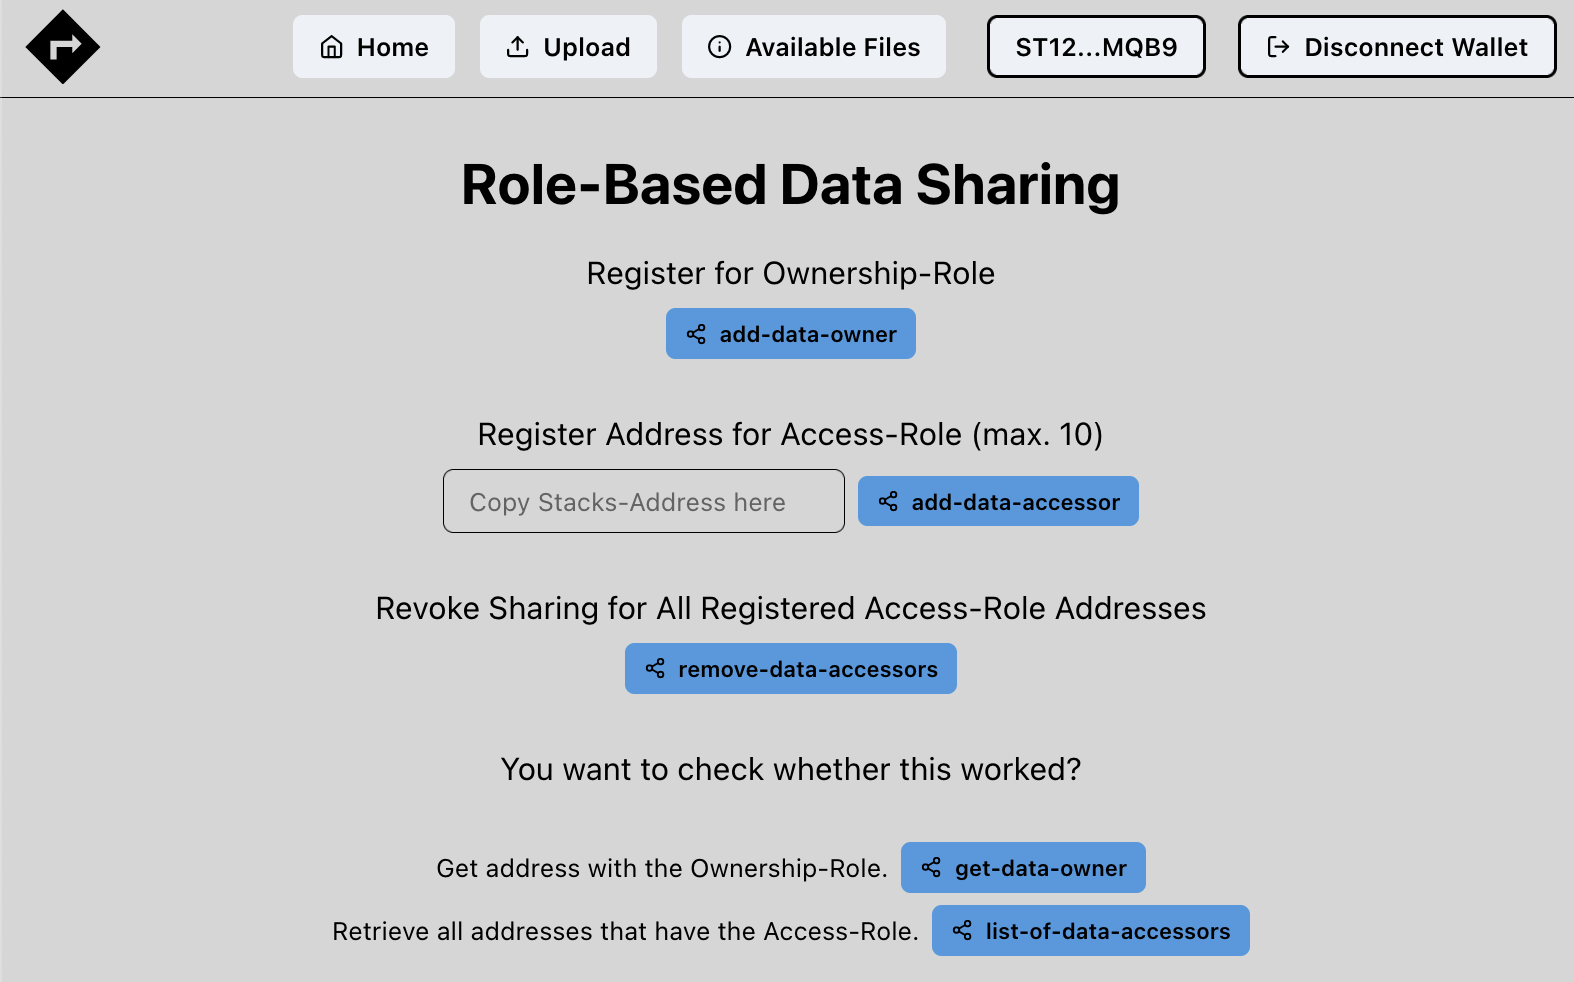 Home
Upload
Available Files
ST12...MQB9
Disconnect Wallet
Role-Based Data Sharing
Register for Ownership-Role
add-data-owner
Register Address for Access-Role (max. 10)
Copy Stacks-Address here
add-data-accessor
Revoke Sharing for All Registered Access-Role Addresses
remove-data-accessors
You want to check whether this worked?
Get address with the Ownership-Role.
get-data-owner
Retrieve all addresses that have the Access-Role.
list-of-data-accessors